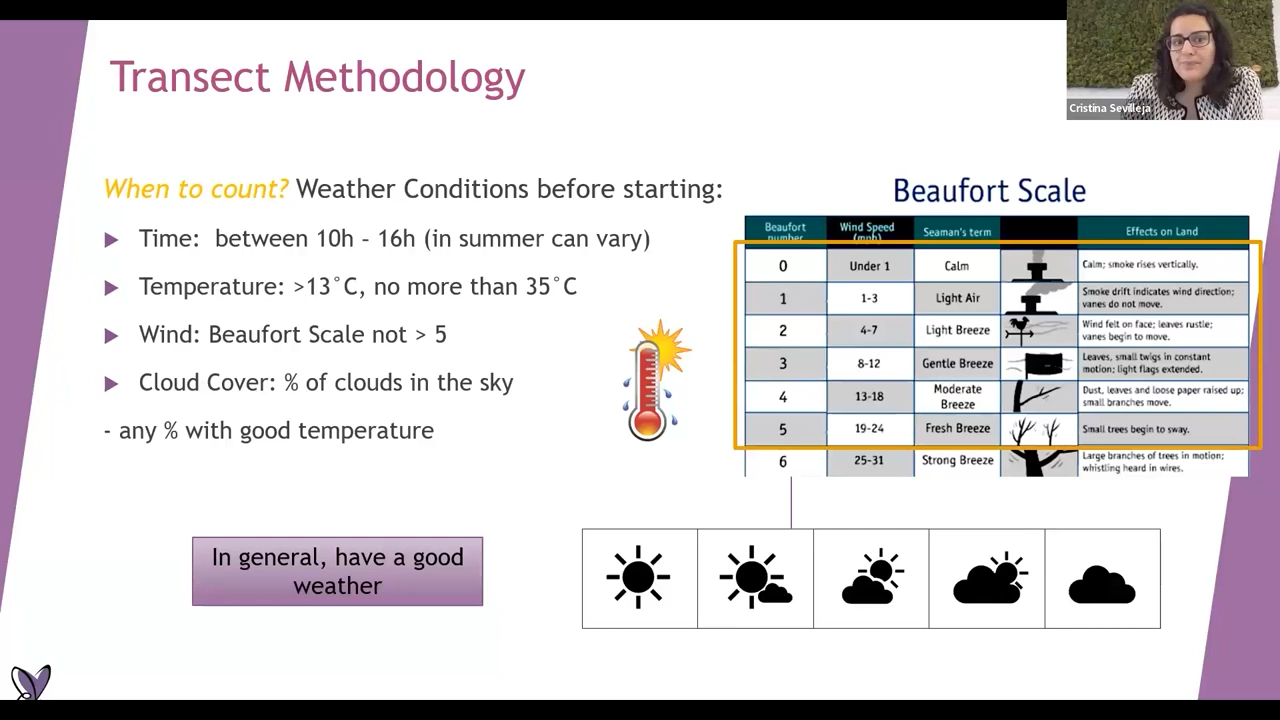 Transect Methodology
Cristina Sevilleja
When to count? Weather Conditions before starting:
Time: between 10h - 16h (in summer can vary)
Temperature: >13°C, no more than 35°C
Wind: Beaufort Scale not > 5
Cloud Cover: % of clouds in the sky
- any % with good temperature
In general, have a good
weather
Beaufort Scale
Beaufort number Wind Speed (mph) Seaman's term Effects on Land
0 Under 1 Calm Calm; smoke rises vertically.
1 1-3 Light Air Smoke drift indicates wind direction;
vanes do not move.
2 4-7 Light Breeze Wind felt on face; leaves rustle;
vanes begin to move.
3 8-12 Gentle Breeze Leaves, small twigs in constant
motion; light flags extended.
4 13-18 Moderate Breeze Dust, leaves and loose paper raised up;
small branches move.
5 19-24 Fresh Breeze Small trees begin to sway.
6 25-31 Strong Breeze Large branches of trees in motion;
whistling heard in wires.